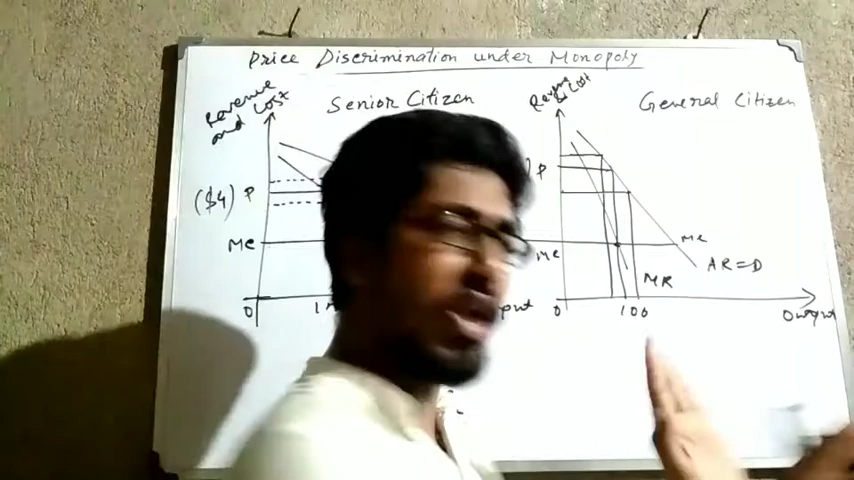 Price Discrimination under Monopoly
Revenue and Cost
Senior Citizen
Revenue and Cost
General Citizen
($4) P
P
MC
MC
MC
AR=D
MR
0
0
100
Output